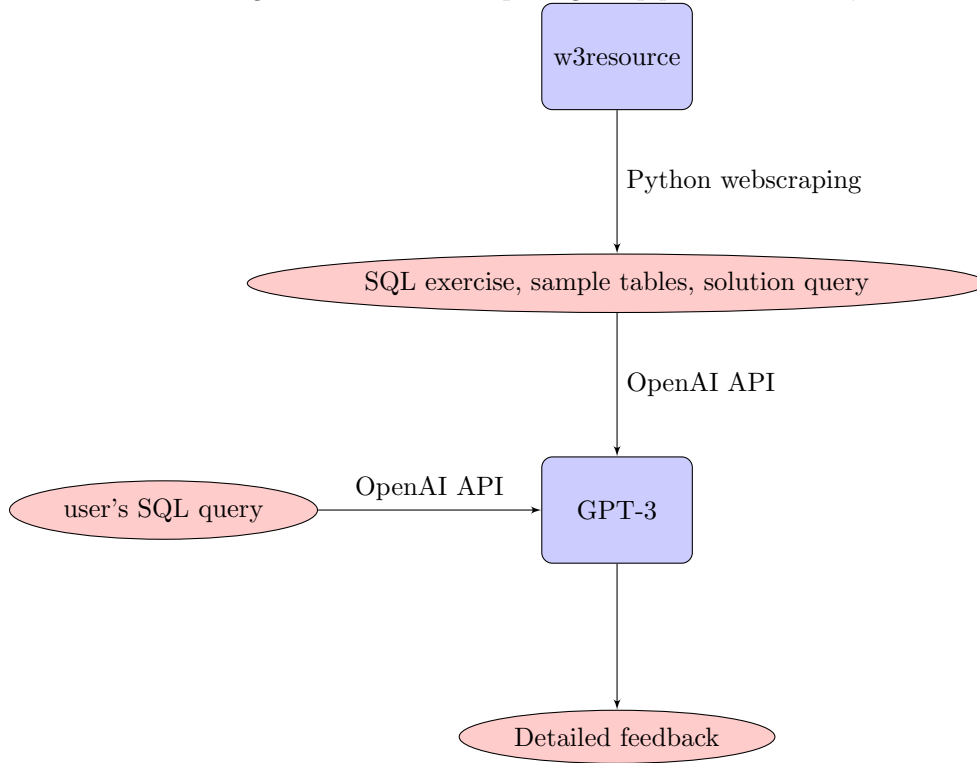 w3resource
Python webscraping
SQL exercise, sample tables, solution query
OpenAI API
OpenAI API
user's SQL query
GPT-3
Detailed feedback